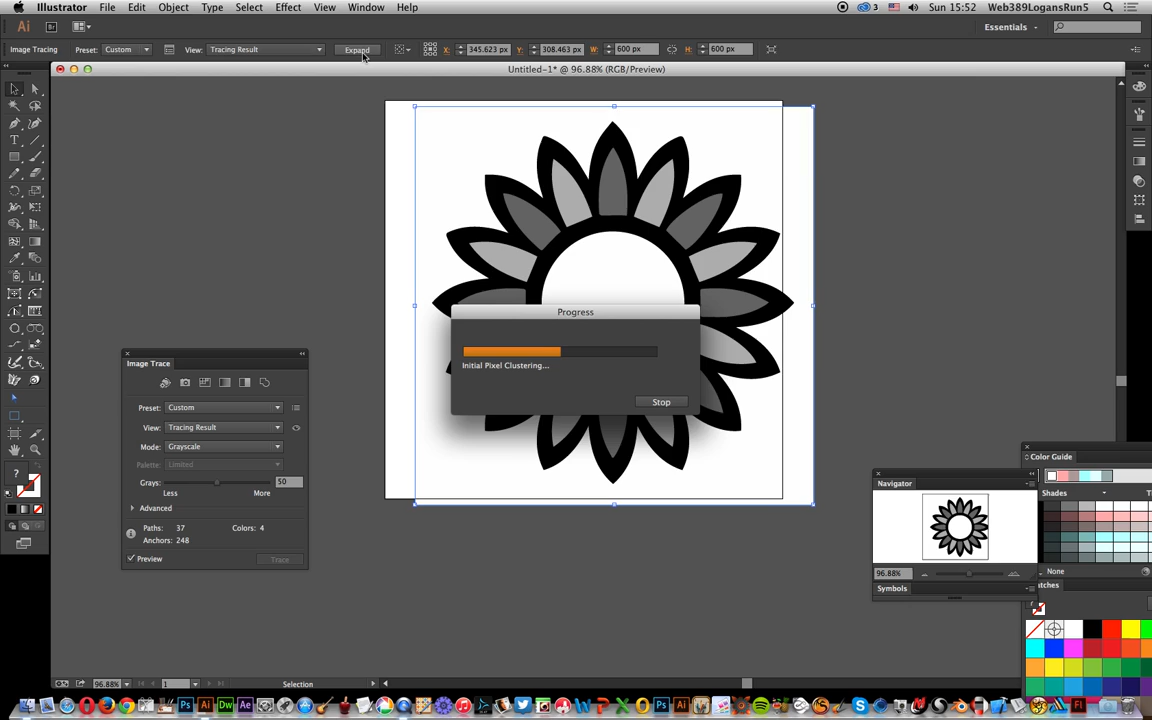 Illustrator File Edit Object Type Select Effect View Window Help
3 Sun 15:52 Web389LogansRun5
Ai Br Essentials
Image Tracing Preset: Custom View: Tracing Result Expand X: 345.623 px Y: 308.463 px W: 600 px H: 600 px
Untitled-1* @ 96.88% (RGB/Preview)
Progress
Initial Pixel Clustering...
Stop
Image Trace
Preset: Custom
View: Tracing Result
Mode: Grayscale
Palette: Limited
Grays: 50
Less More
Advanced
Paths: 37 Colors: 4
Anchors: 248
Preview Trace
Color Guide
Shades
None
Navigator
96.88%
Symbols
96.88% 1 Selection